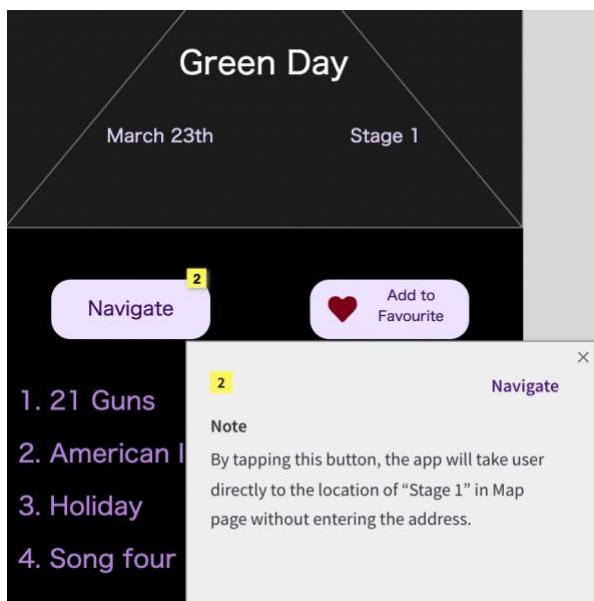 Green Day
March 23th Stage 1
2
Navigate
Add to
Favourite
1. 21 Guns
2. American I
3. Holiday
4. Song four
2
Navigate
Note
By tapping this button, the app will take user
directly to the location of “Stage 1” in Map
page without entering the address.